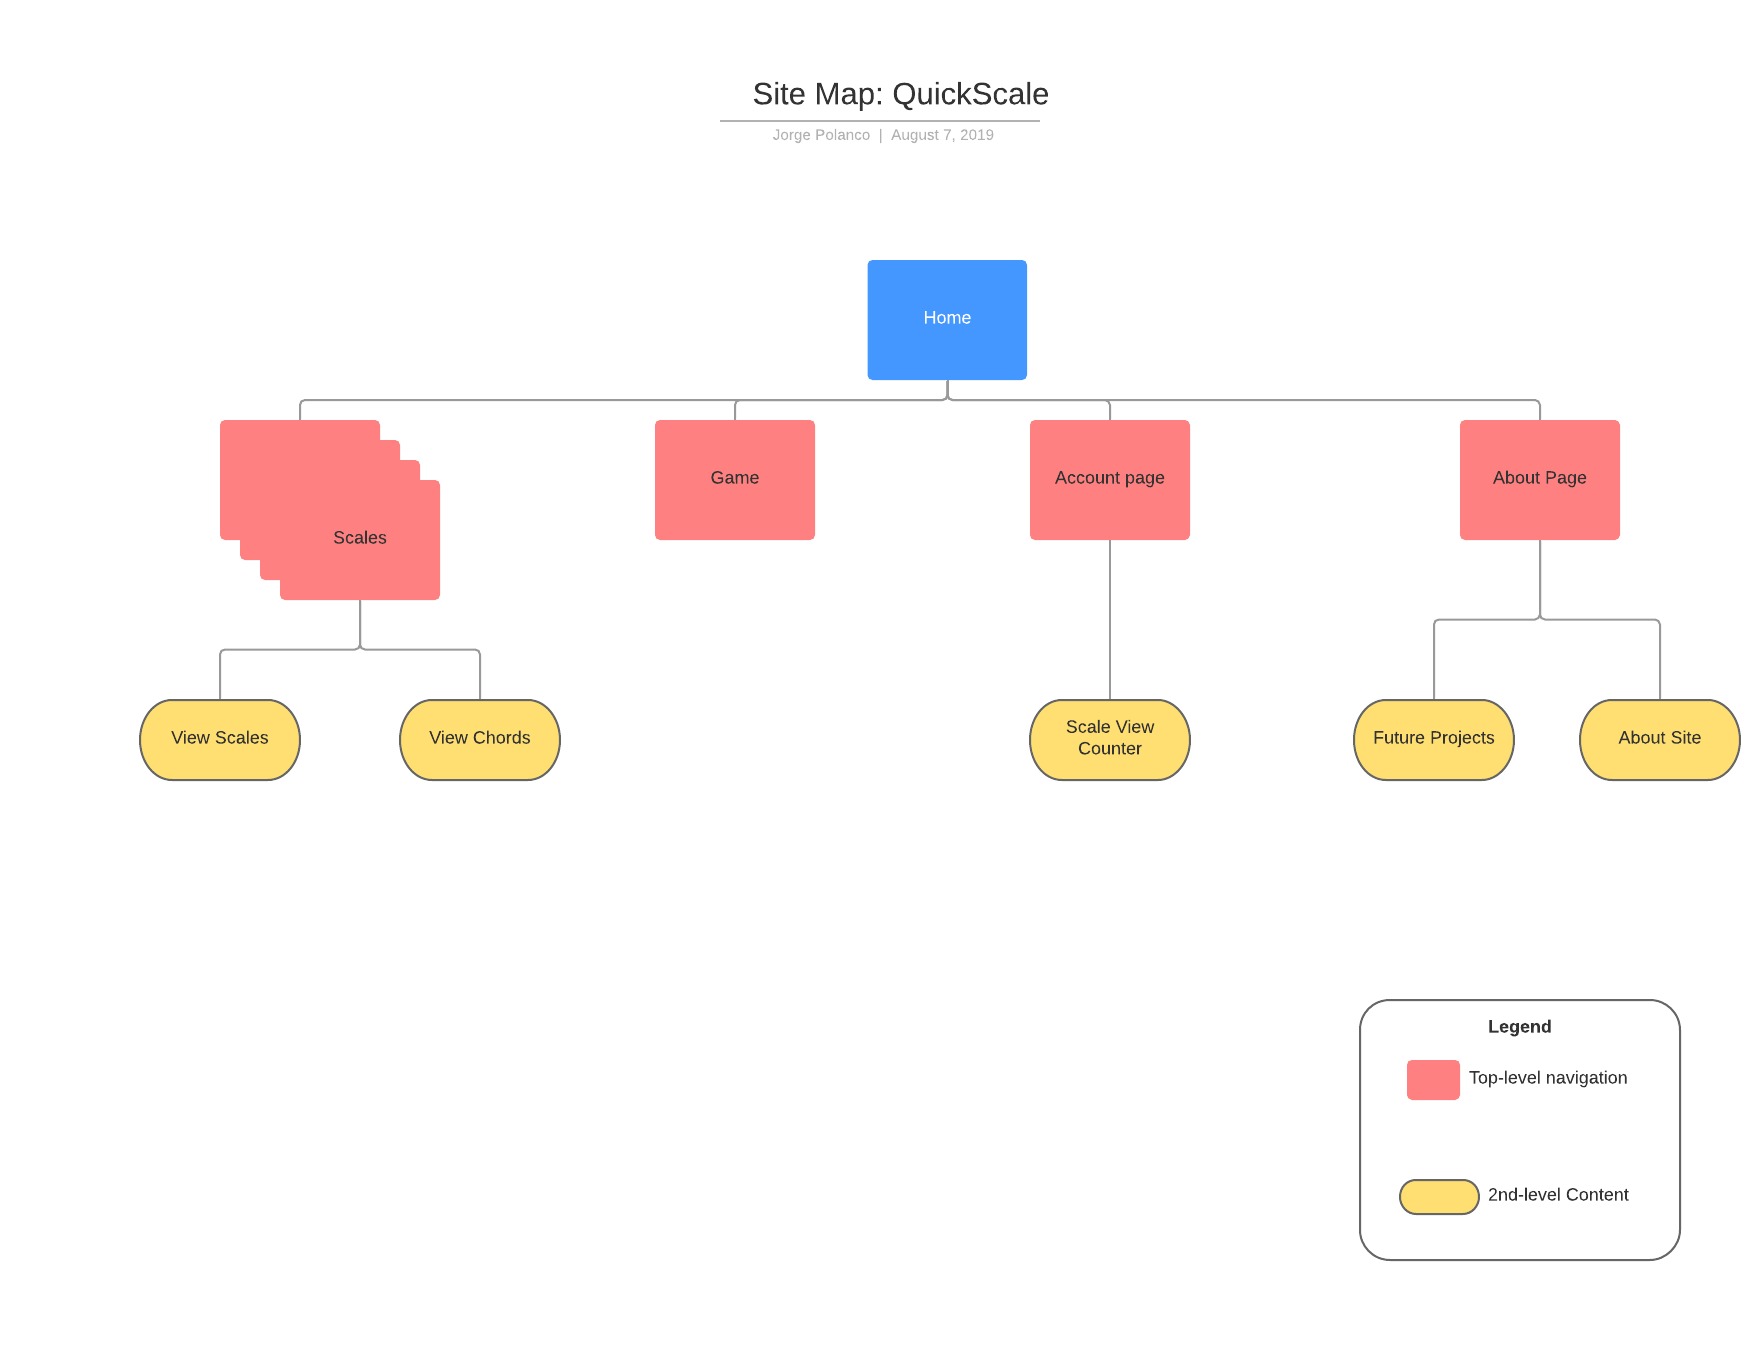 Site Map: QuickScale
Jorge Polanco | August 7, 2019
Home
Scales
Game
Account page
About Page
View Scales
View Chords
Scale View
Counter
Future Projects
About Site
Legend
Top-level navigation
2nd-level Content